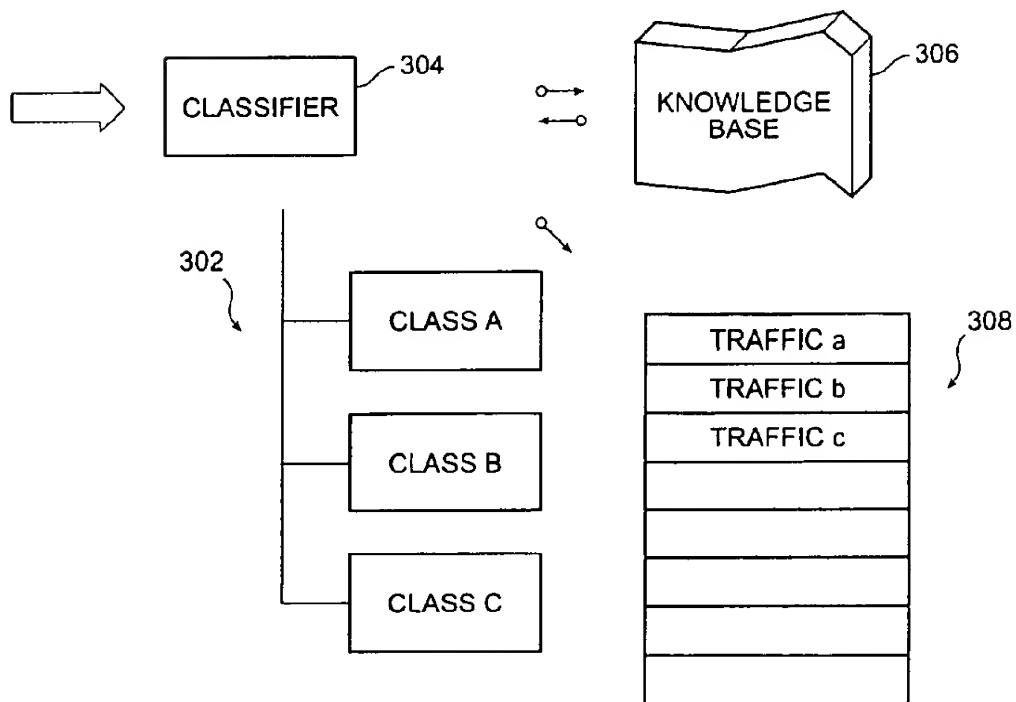 304
CLASSIFIER
306
KNOWLEDGE
BASE
302
CLASS A
CLASS B
CLASS C
308
TRAFFIC a
TRAFFIC b
TRAFFIC c